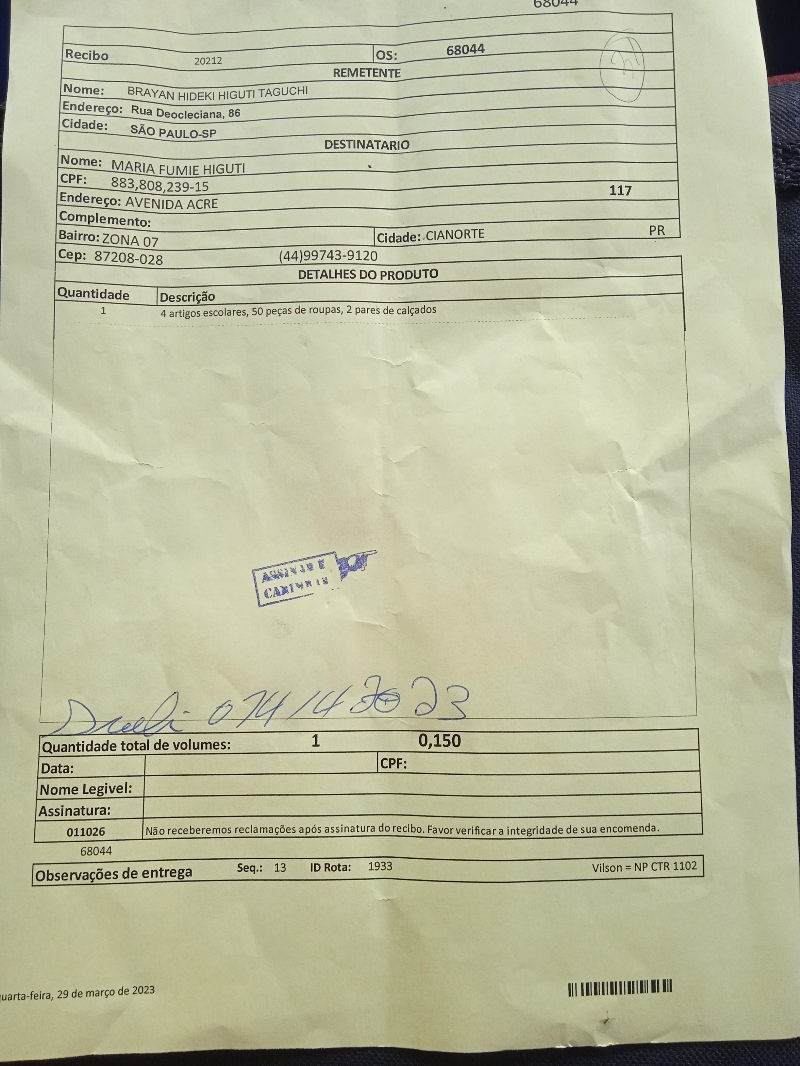 68044
Recibo 20212 OS: 68044
REMETENTE
Nome: BRAYAN HIDEKI HIGUTI TAGUCHI
Endereço: Rua Deocleciana, 86
Cidade: SÃO PAULO-SP
DESTINATARIO
Nome: MARIA FUMIE HIGUTI
CPF: 883,808,239-15
Endereço: AVENIDA ACRE 117
Complemento:
Bairro: ZONA 07 Cidade: CIANORTE PR
Cep: 87208-028 (44)99743-9120
DETALHES DO PRODUTO
Quantidade Descrição
1 4 artigos escolares, 50 peças de roupas, 2 pares de calçados
ASSINAR E
Quantidade total de volumes: 1 0,150
Data: CPF:
Nome Legivel:
Assinatura:
011026 Não receberemos reclamações após assinatura do recibo. Favor verificar a integridade de sua encomenda.
68044
Observações de entrega Seq.: 13 ID Rota: 1933 Vilson = NP CTR 1102
quarta-feira, 29 de março de 2023